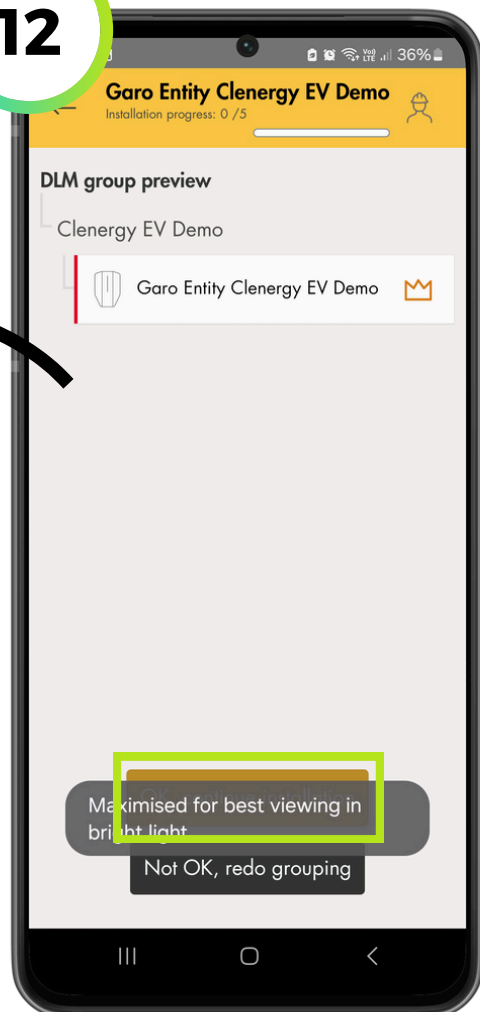 12
36%
Garo Entity Clenergy EV Demo
Installation progress: 0 /5
DLM group preview
Clenergy EV Demo
Garo Entity Clenergy EV Demo
Maximised for best viewing in
bright light
Not OK, redo grouping